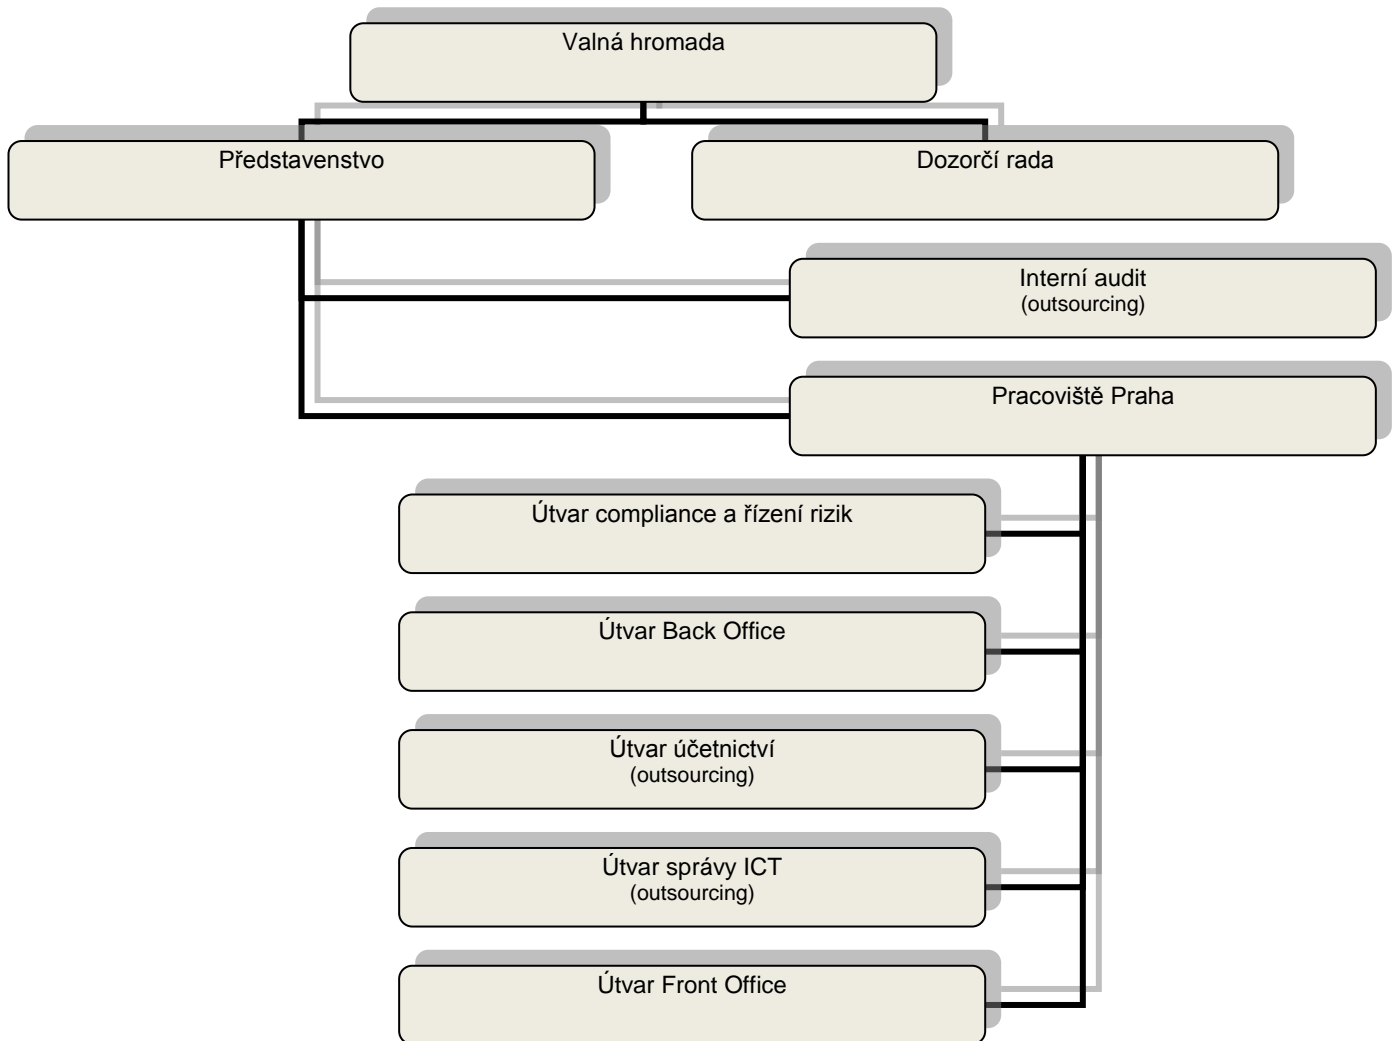 Valná hromada
Představenstvo
Dozorčí rada
Interní audit
(outsourcing)
Pracoviště Praha
Útvar compliance a řízení rizik
Útvar Back Office
Útvar účetnictví
(outsourcing)
Útvar správy ICT
(outsourcing)
Útvar Front Office